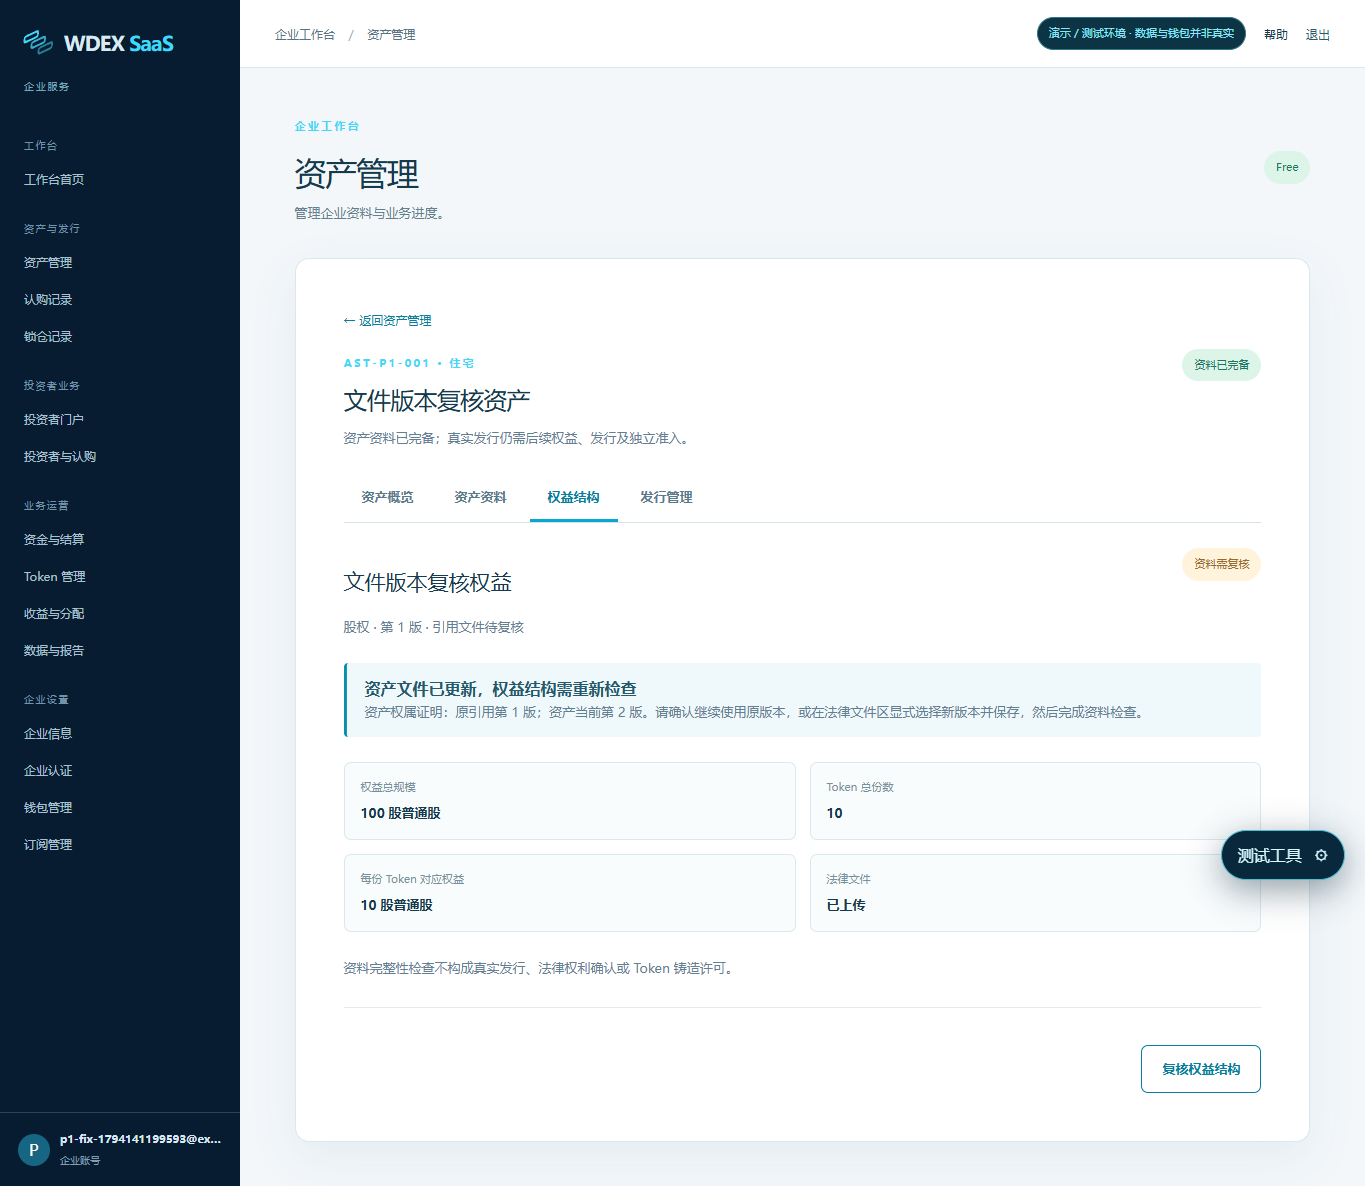 WDEX SaaS
企业服务
工作台
工作台首页
资产与发行
资产管理
认购记录
锁仓记录
投资者业务
投资者门户
投资者与认购
业务运营
资金与结算
Token 管理
收益与分配
数据与报告
企业设置
企业信息
企业认证
钱包管理
订阅管理
P
p1-fix-1794141199593@ex...
企业账号
企业工作台 / 资产管理
演示 / 测试环境 · 数据与钱包并非真实
帮助
退出
企业工作台
资产管理
管理企业资料与业务进度。
Free
← 返回资产管理
AST-P1-001 • 住宅
资料已完备
文件版本复核资产
资产资料已完备；真实发行仍需后续权益、发行及独立准入。
资产概览
资产资料
权益结构
发行管理
文件版本复核权益
资料需复核
股权 · 第 1 版 · 引用文件待复核
资产文件已更新，权益结构需重新检查
资产权属证明：原引用第 1 版；资产当前第 2 版。请确认继续使用原版本，或在法律文件区显式选择新版本并保存，然后完成资料检查。
权益总规模
100 股普通股
Token 总份数
10
每份 Token 对应权益
10 股普通股
法律文件
已上传
测试工具
资料完整性检查不构成真实发行、法律权利确认或 Token 铸造许可。
复核权益结构